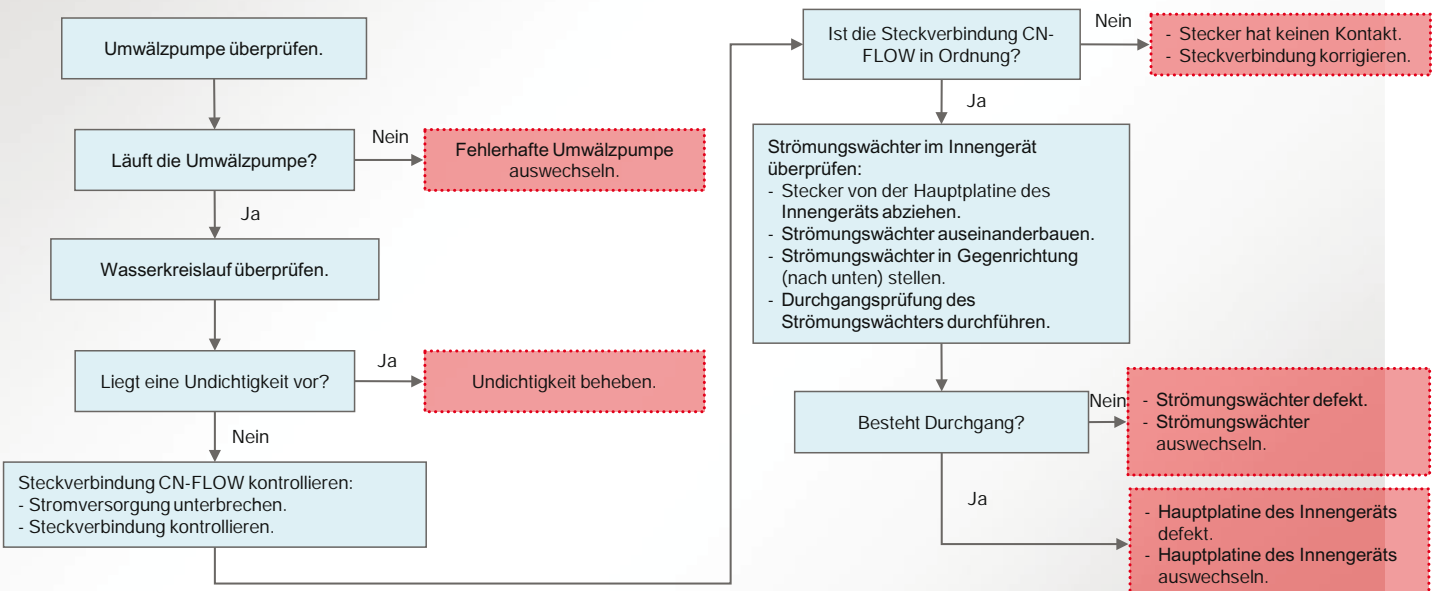 Umwälzpumpe überprüfen.
Läuft die Umwälzpumpe?
Nein
Fehlerhafte Umwälzpumpe
auswechseln.
Ja
Wasserkreislauf überprüfen.
Liegt eine Undichtigkeit vor?
Ja
Undichtigkeit beheben.
Nein
Steckverbindung CN-FLOW kontrollieren:
- Stromversorgung unterbrechen.
- Steckverbindung kontrollieren.
Ist die Steckverbindung CN-
FLOW in Ordnung?
Nein
- Stecker hat keinen Kontakt.
- Steckverbindung korrigieren.
Ja
Strömungswächter im Innengerät
überprüfen:
- Stecker von der Hauptplatine des
Innengeräts abziehen.
- Strömungswächter auseinanderbauen.
- Strömungswächter in Gegenrichtung
(nach unten) stellen.
- Durchgangsprüfung des
Strömungswächters durchführen.
Besteht Durchgang?
Nein
- Strömungswächter defekt.
- Strömungswächter
auswechseln.
Ja
- Hauptplatine des Innengeräts
defekt.
- Hauptplatine des Innengeräts
auswechseln.